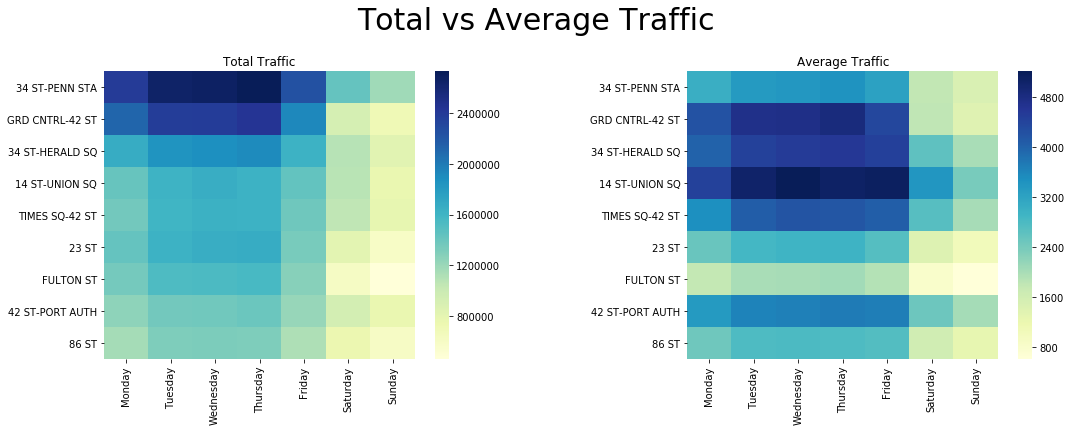 Total vs Average Traffic
Total Traffic
34 ST-PENN STA
GRD CNTRL-42 ST
34 ST-HERALD SQ
14 ST-UNION SQ
TIMES SQ-42 ST
23 ST
FULTON ST
42 ST-PORT AUTH
86 ST
Monday
Tuesday
Wednesday
Thursday
Friday
Saturday
Sunday
2400000
2000000
1600000
1200000
800000
Average Traffic
34 ST-PENN STA
GRD CNTRL-42 ST
34 ST-HERALD SQ
14 ST-UNION SQ
TIMES SQ-42 ST
23 ST
FULTON ST
42 ST-PORT AUTH
86 ST
Monday
Tuesday
Wednesday
Thursday
Friday
Saturday
Sunday
4800
4000
3200
2400
1600
800